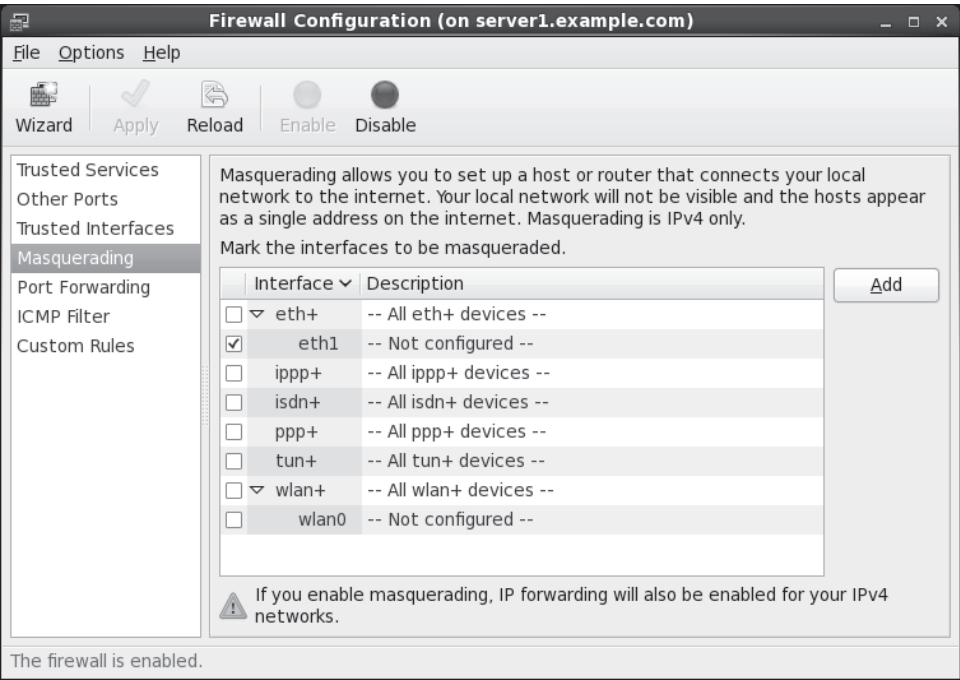 Firewall Configuration (on server1.example.com)
File Options Help
Wizard Apply Reload Enable Disable
Trusted Services
Other Ports
Trusted Interfaces
Masquerading
Port Forwarding
ICMP Filter
Custom Rules
Masquerading allows you to set up a host or router that connects your local
network to the internet. Your local network will not be visible and the hosts appear
as a single address on the internet. Masquerading is IPv4 only.
Mark the interfaces to be masqueraded.
Interface Description
eth+ -- All eth+ devices --
eth1 -- Not configured --
ippp+ -- All ippp+ devices --
isdn+ -- All isdn+ devices --
ppp+ -- All ppp+ devices --
tun+ -- All tun+ devices --
wlan+ -- All wlan+ devices --
wlan0 -- Not configured --
Add
If you enable masquerading, IP forwarding will also be enabled for your IPv4
networks.
The firewall is enabled.